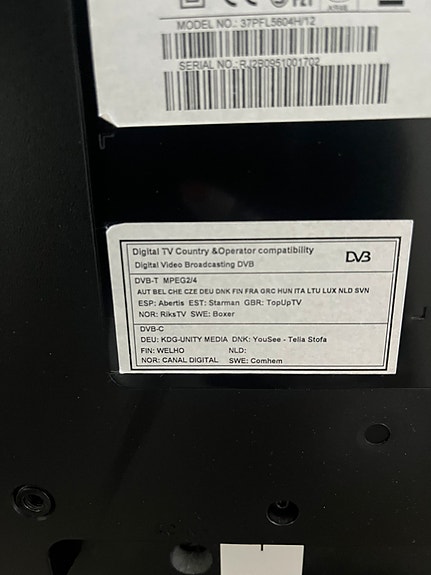 MODEL NO.: 37PFL5604H/12
SERIAL NO.: RJ2B0951001702
Digital TV Country &Operator compatibility
DVB
Digital Video Broadcasting DVB
DVB-T MPEG2/4
AUT BEL CHE CZE DEU DNK FIN FRA GRC HUN ITA LTU LUX NLD SVN
ESP: Abertis EST: Starman GBR: TopUpTV
NOR: RiksTV SWE: Boxer
DVB-C
DEU: KDG-UNITY MEDIA DNK: YouSee - Telia Stofa
FIN: WELHO NLD:
NOR: CANAL DIGITAL SWE: Comhem